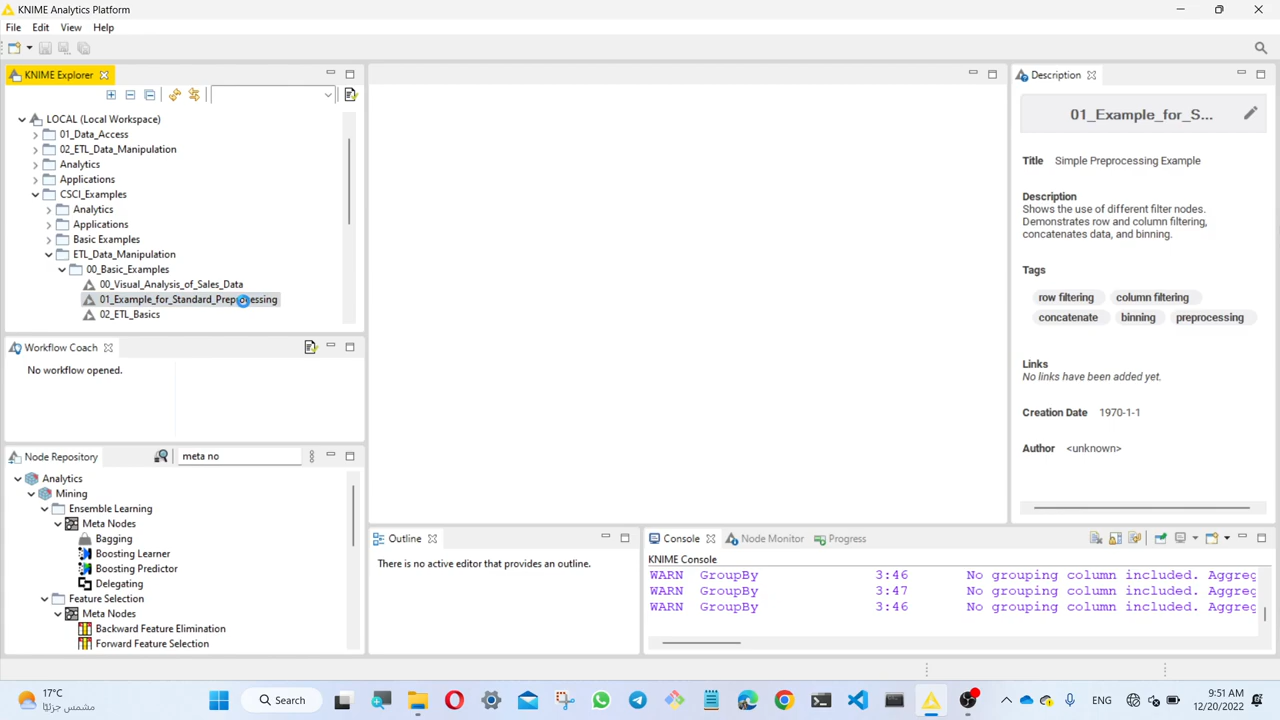 KNIME Analytics Platform
File Edit View Help
KNIME Explorer
LOCAL (Local Workspace)
01_Data_Access
02_ETL_Data_Manipulation
Analytics
Applications
CSCI_Examples
Analytics
Applications
Basic Examples
ETL_Data_Manipulation
00_Basic_Examples
00_Visual_Analysis_of_Sales_Data
01_Example_for_Standard_Preprocessing
02_ETL_Basics
Workflow Coach
No workflow opened.
Node Repository
meta no
Analytics
Mining
Ensemble Learning
Meta Nodes
Bagging
Boosting Learner
Boosting Predictor
Delegating
Feature Selection
Meta Nodes
Backward Feature Elimination
Forward Feature Selection
Outline
There is no active editor that provides an outline.
Console Node Monitor Progress
KNIME Console
WARN GroupBy 3:46 No grouping column included. Aggreg
WARN GroupBy 3:47 No grouping column included. Aggreg
WARN GroupBy 3:46 No grouping column included. Aggreg
Description
01_Example_for_S...
Title Simple Preprocessing Example
Description
Shows the use of different filter nodes.
Demonstrates row and column filtering,
concatenates data, and binning.
Tags
row filtering column filtering
concatenate binning preprocessing
Links
No links have been added yet.
Creation Date 1970-1-1
Author <unknown>
17°C
مشمس جزئيًا
Search
ENG
9:51 AM
12/20/2022